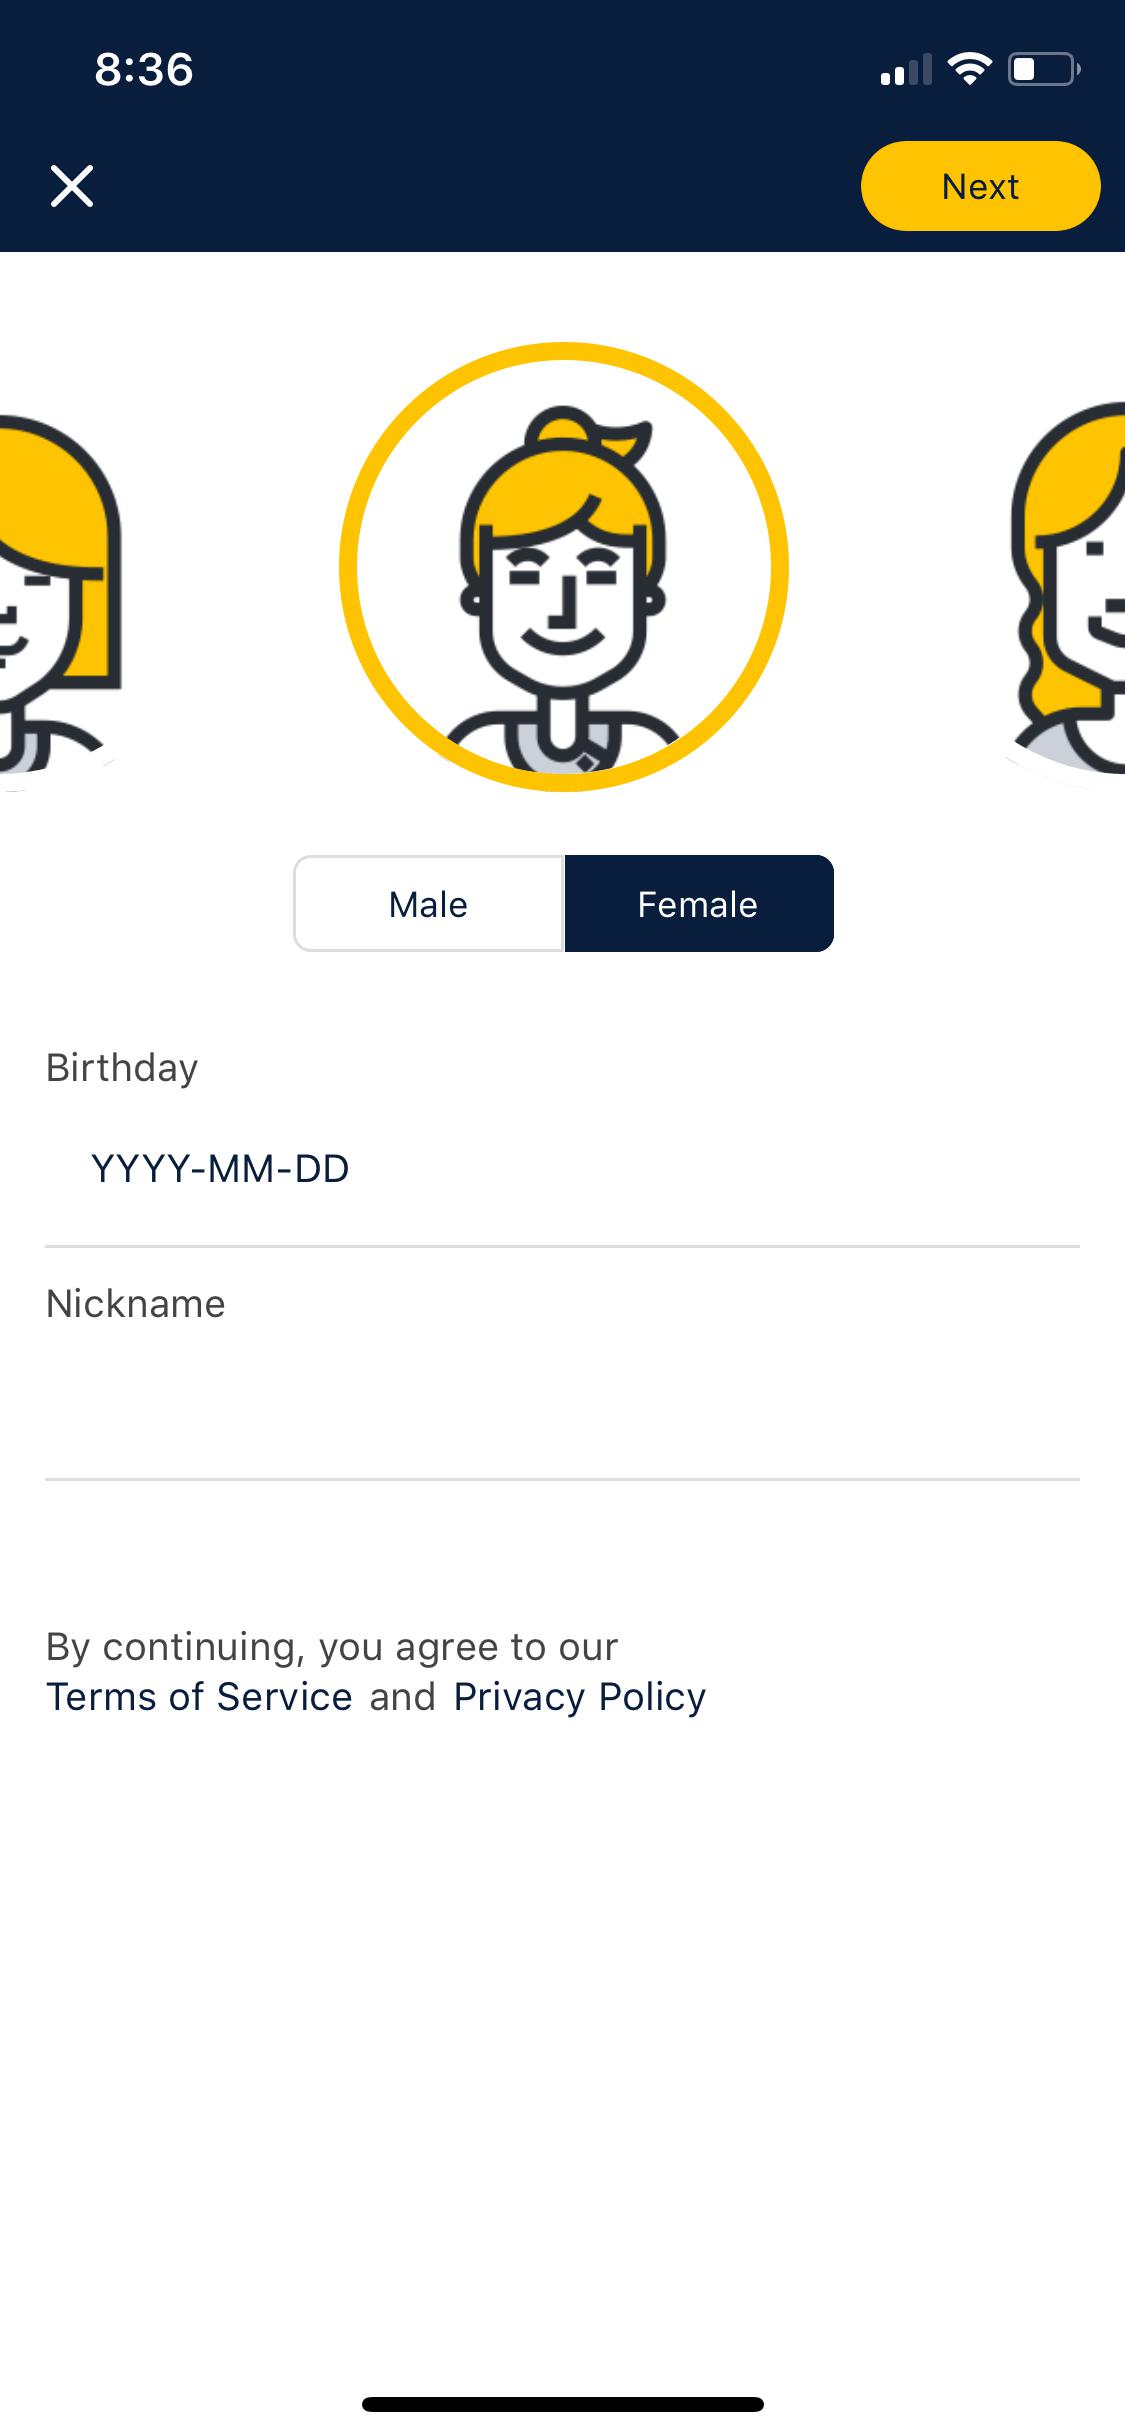 8:36
Next
Male
Female
Birthday
YYYY-MM-DD
Nickname
By continuing, you agree to our
Terms of Service and Privacy Policy